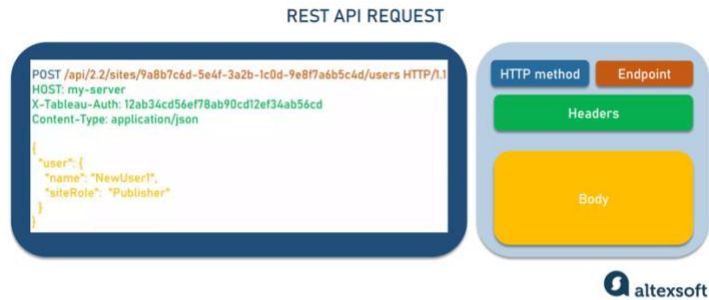 REST API REQUEST
POST /api/2.2/sites/9a8b7c6d-5e4f-3a2b-1c0d-9e8f7a6b5c4d/users HTTP/1.1
HOST: my-server
X-Tableau-Auth: 12ab34cd56ef78ab90cd12ef34ab56cd
Content-Type: application/json
{
"user": {
"name": "NewUser1",
"siteRole": "Publisher"
}
}
HTTP method
Endpoint
Headers
Body
altexsoft